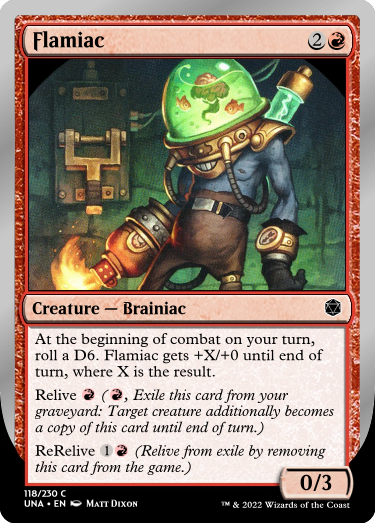 Flamiac 2
Creature — Brainiac
At the beginning of combat on your turn,
roll a D6. Flamiac gets +X/+0 until end of
turn, where X is the result.
Relive (, Exile this card from your
graveyard: Target creature additionally becomes
a copy of this card until end of turn.)
ReRelive 1 (Relive from exile by removing
this card from the game.)
0/3
118/230 C
UNA • EN Matt Dixon
™ & 2022 Wizards of the Coast